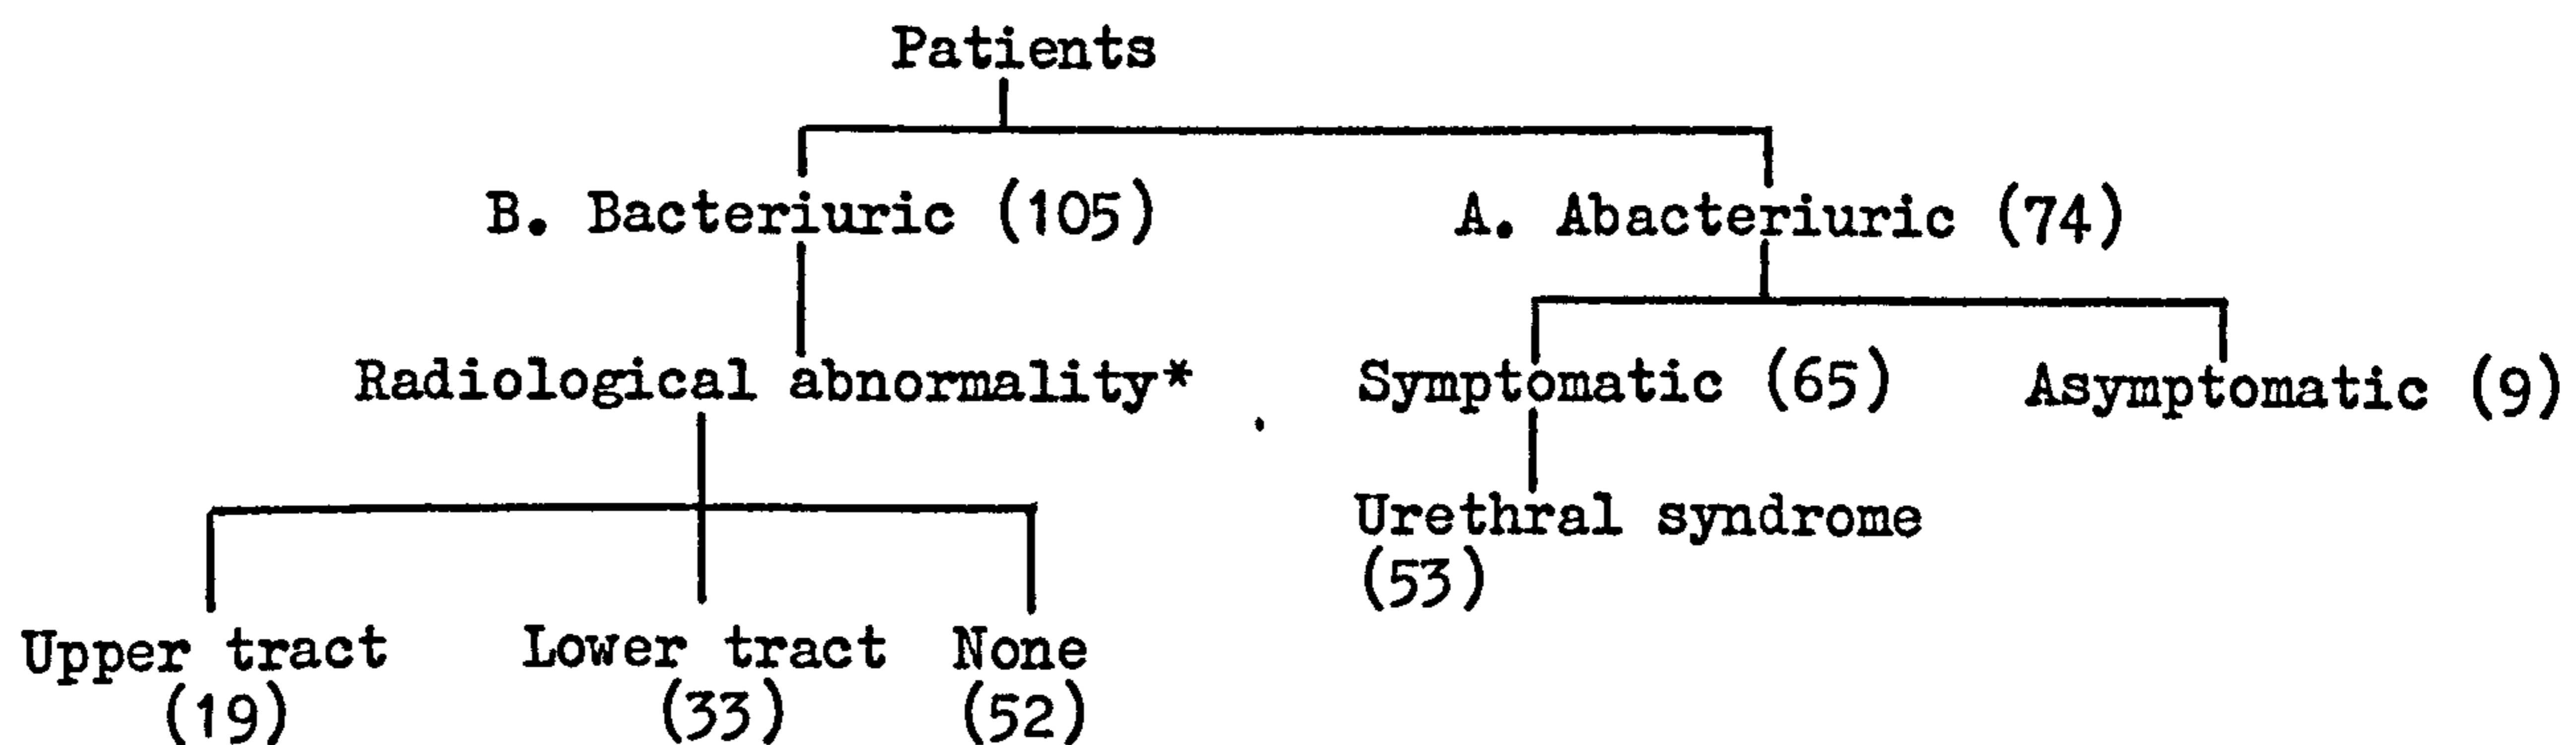 Patients
B. Bacteriuric (105) A. Abacteriuric (74)
Radiological abnormality* Symptomatic (65) Asymptomatic (9)
Urethral syndrome
(53)
Upper tract Lower tract None
(19) (33) (52)